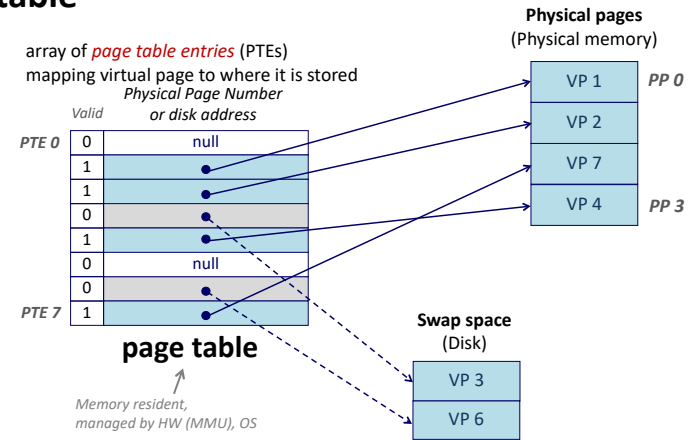 table
array of page table entries (PTEs)
mapping virtual page to where it is stored
Physical Page Number
Valid or disk address
PTE 0 0 null
1
1
0
1
0 null
0
PTE 7 1
page table
Memory resident,
managed by HW (MMU), OS
Physical pages
(Physical memory)
VP 1 PP 0
VP 2
VP 7
VP 4 PP 3
Swap space
(Disk)
VP 3
VP 6